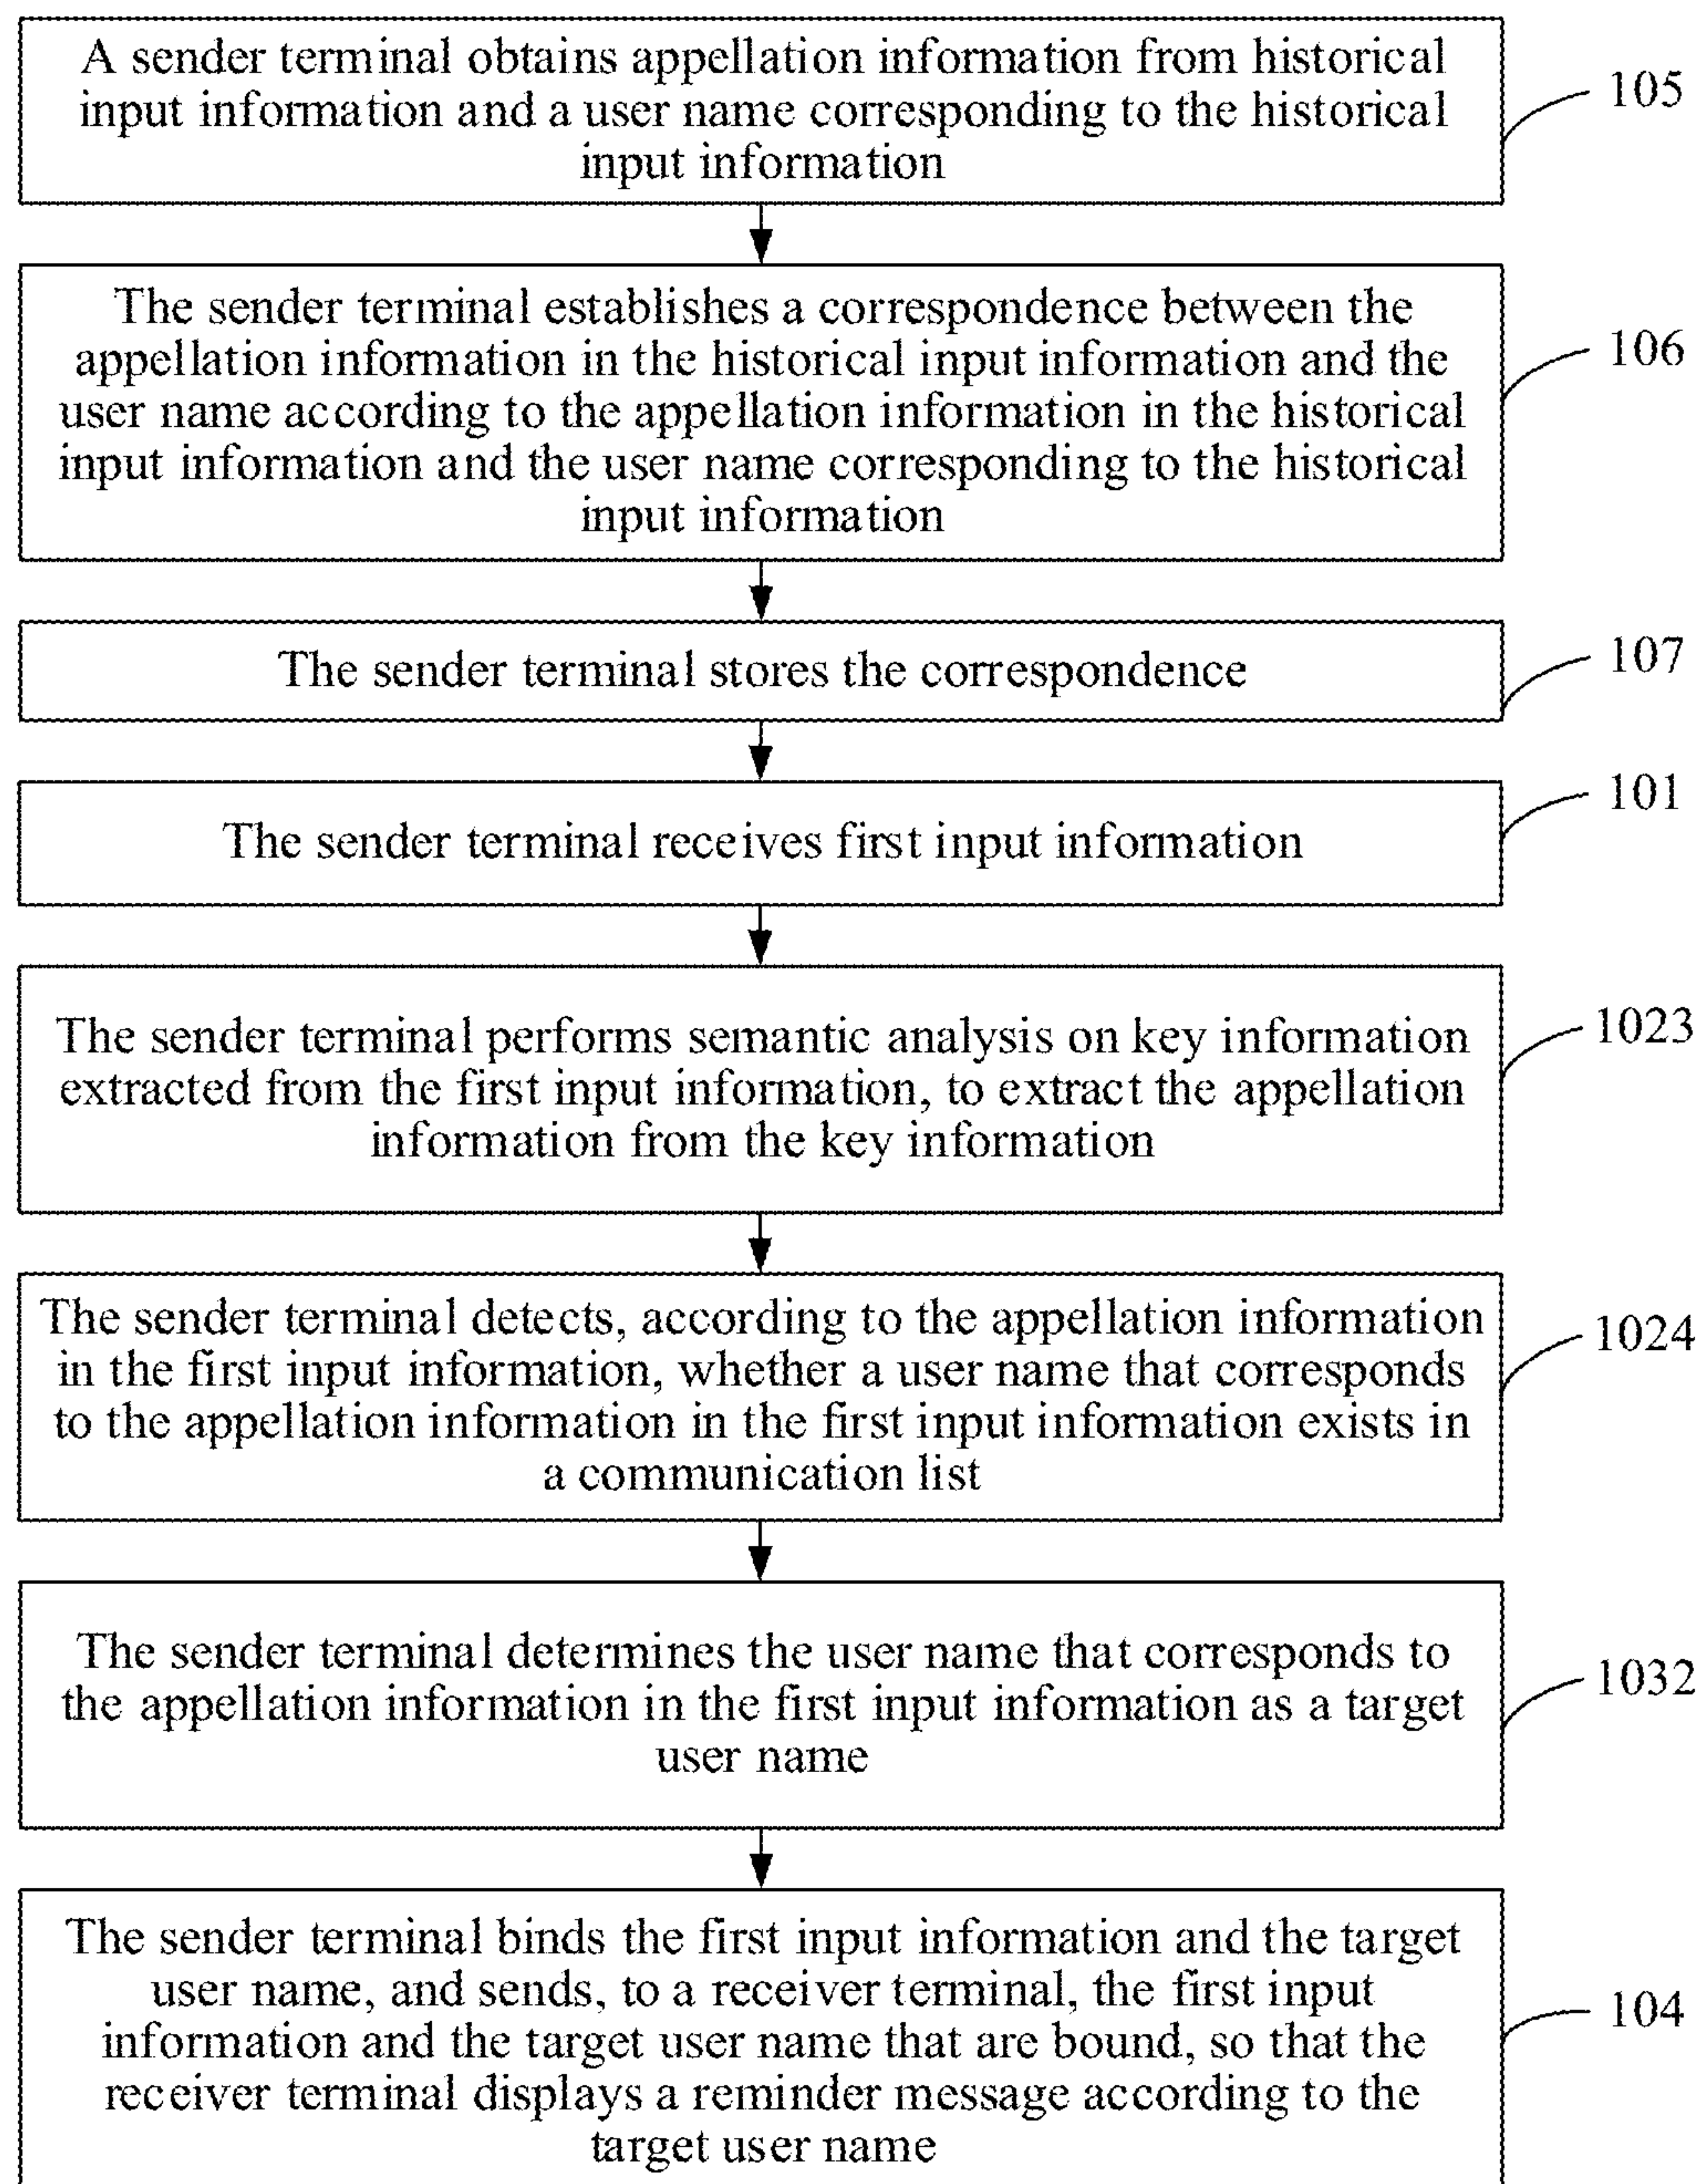 A sender terminal obtains appellation information from historical
input information and a user name corresponding to the historical
input information
105
The sender terminal establishes a correspondence between the
appellation information in the historical input information and the
user name according to the appellation information in the historical
input information and the user name corresponding to the historical
input information
106
The sender terminal stores the correspondence
107
The sender terminal receives first input information
101
The sender terminal performs semantic analysis on key information
extracted from the first input information, to extract the appellation
information from the key information
1023
The sender terminal detects, according to the appellation information
in the first input information, whether a user name that corresponds
to the appellation information in the first input information exists in
a communication list
1024
The sender terminal determines the user name that corresponds to
the appellation information in the first input information as a target
user name
1032
The sender terminal binds the first input information and the target
user name, and sends, to a receiver terminal, the first input
information and the target user name that are bound, so that the
receiver terminal displays a reminder message according to the
target user name
104